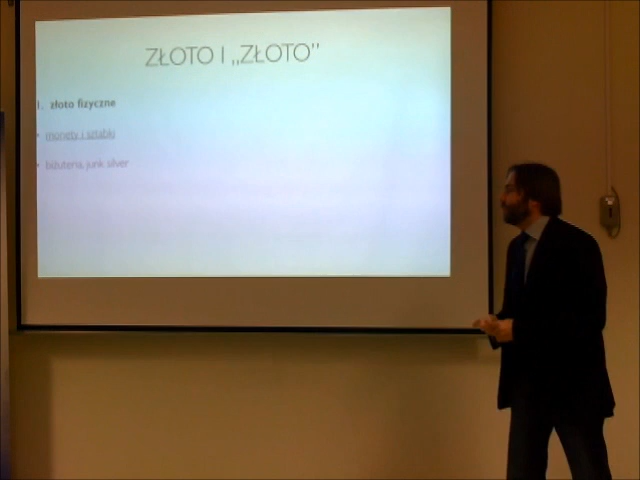 ZŁOTO I „ZŁOTO”
1. złoto fizyczne
• monety i sztabki
• biżuteria, junk silver